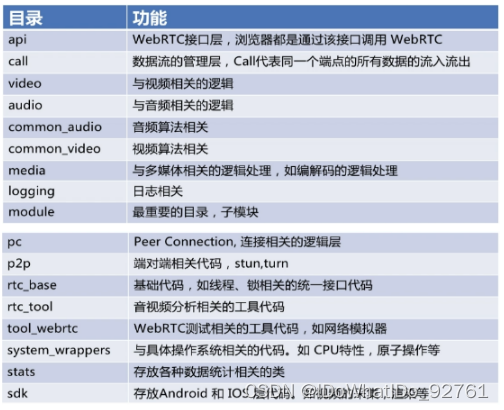 目录 功能
api WebRTC接口层，浏览器都是通过该接口调用 WebRTC
call 数据流的管理层，Call代表同一个端点的所有数据的流入流出
video 与视频相关的逻辑
audio 与音频相关的逻辑
common_audio 音频算法相关
common_video 视频算法相关
media 与多媒体相关的逻辑处理，如编解码的逻辑处理
logging 日志相关
module 最重要的目录，子模块
pc Peer Connection, 连接相关的逻辑层
p2p 端对端相关代码，stun,turn
rtc_base 基础代码，如线程、锁相关的统一接口代码
rtc_tool 音视频分析相关的工具代码
tool_webrtc WebRTC测试相关的工具代码，如网络模拟器
system_wrappers 与具体操作系统相关的代码。如 CPU特性，原子操作等
stats 存放各种数据统计相关的类
sdk 存放Android 和 IOS 层代码。如视频的采集，渲染等
CSDN @IDoWhatIDo_92761